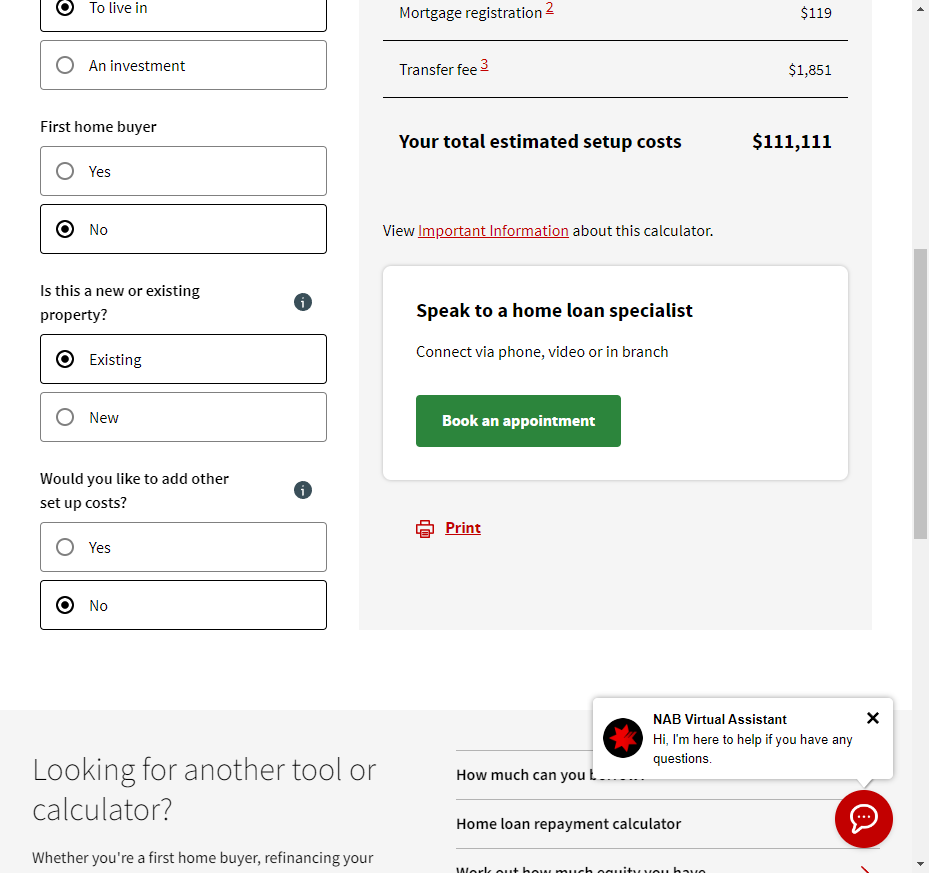 To live in
An investment
First home buyer
Yes
No
Is this a new or existing
property?
Existing
New
Would you like to add other
set up costs?
Yes
No
Mortgage registration 2 $119
Transfer fee 3 $1,851
Your total estimated setup costs $111,111
View Important Information about this calculator.
Speak to a home loan specialist
Connect via phone, video or in branch
Book an appointment
Print
Looking for another tool or
calculator?
Whether you're a first home buyer, refinancing your
How much can you
Home loan repayment calculator
Work out how much equity you have
NAB Virtual Assistant
Hi, I'm here to help if you have any
questions.